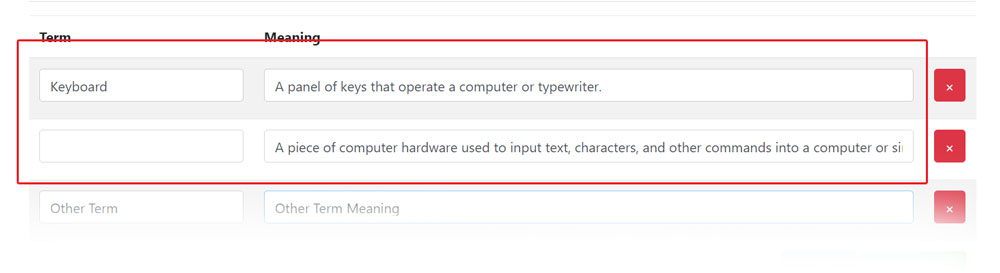 Term Meaning
Keyboard A panel of keys that operate a computer or typewriter. ×
A piece of computer hardware used to input text, characters, and other commands into a computer or si ×
Other Term Other Term Meaning ×